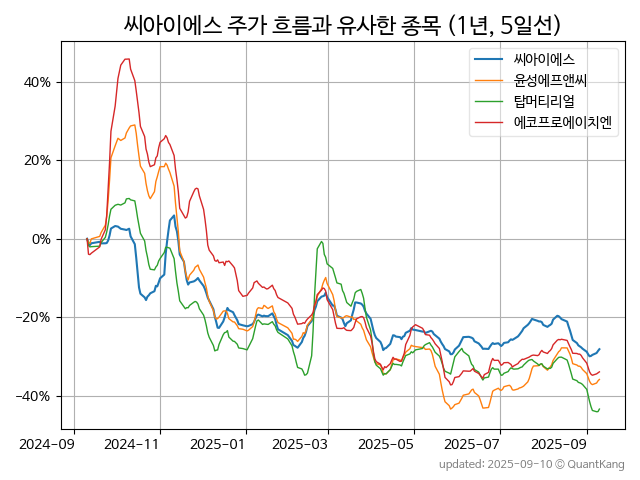 씨아이에스 주가 흐름과 유사한 종목 (1년, 5일선)
씨아이에스
윤성에프앤씨
탑머티리얼
에코프로에이치엔
40%
20%
0%
−20%
−40%
2024-09 2024-11 2025-01 2025-03 2025-05 2025-07 2025-09
updated: 2025-09-10 © QuantKang